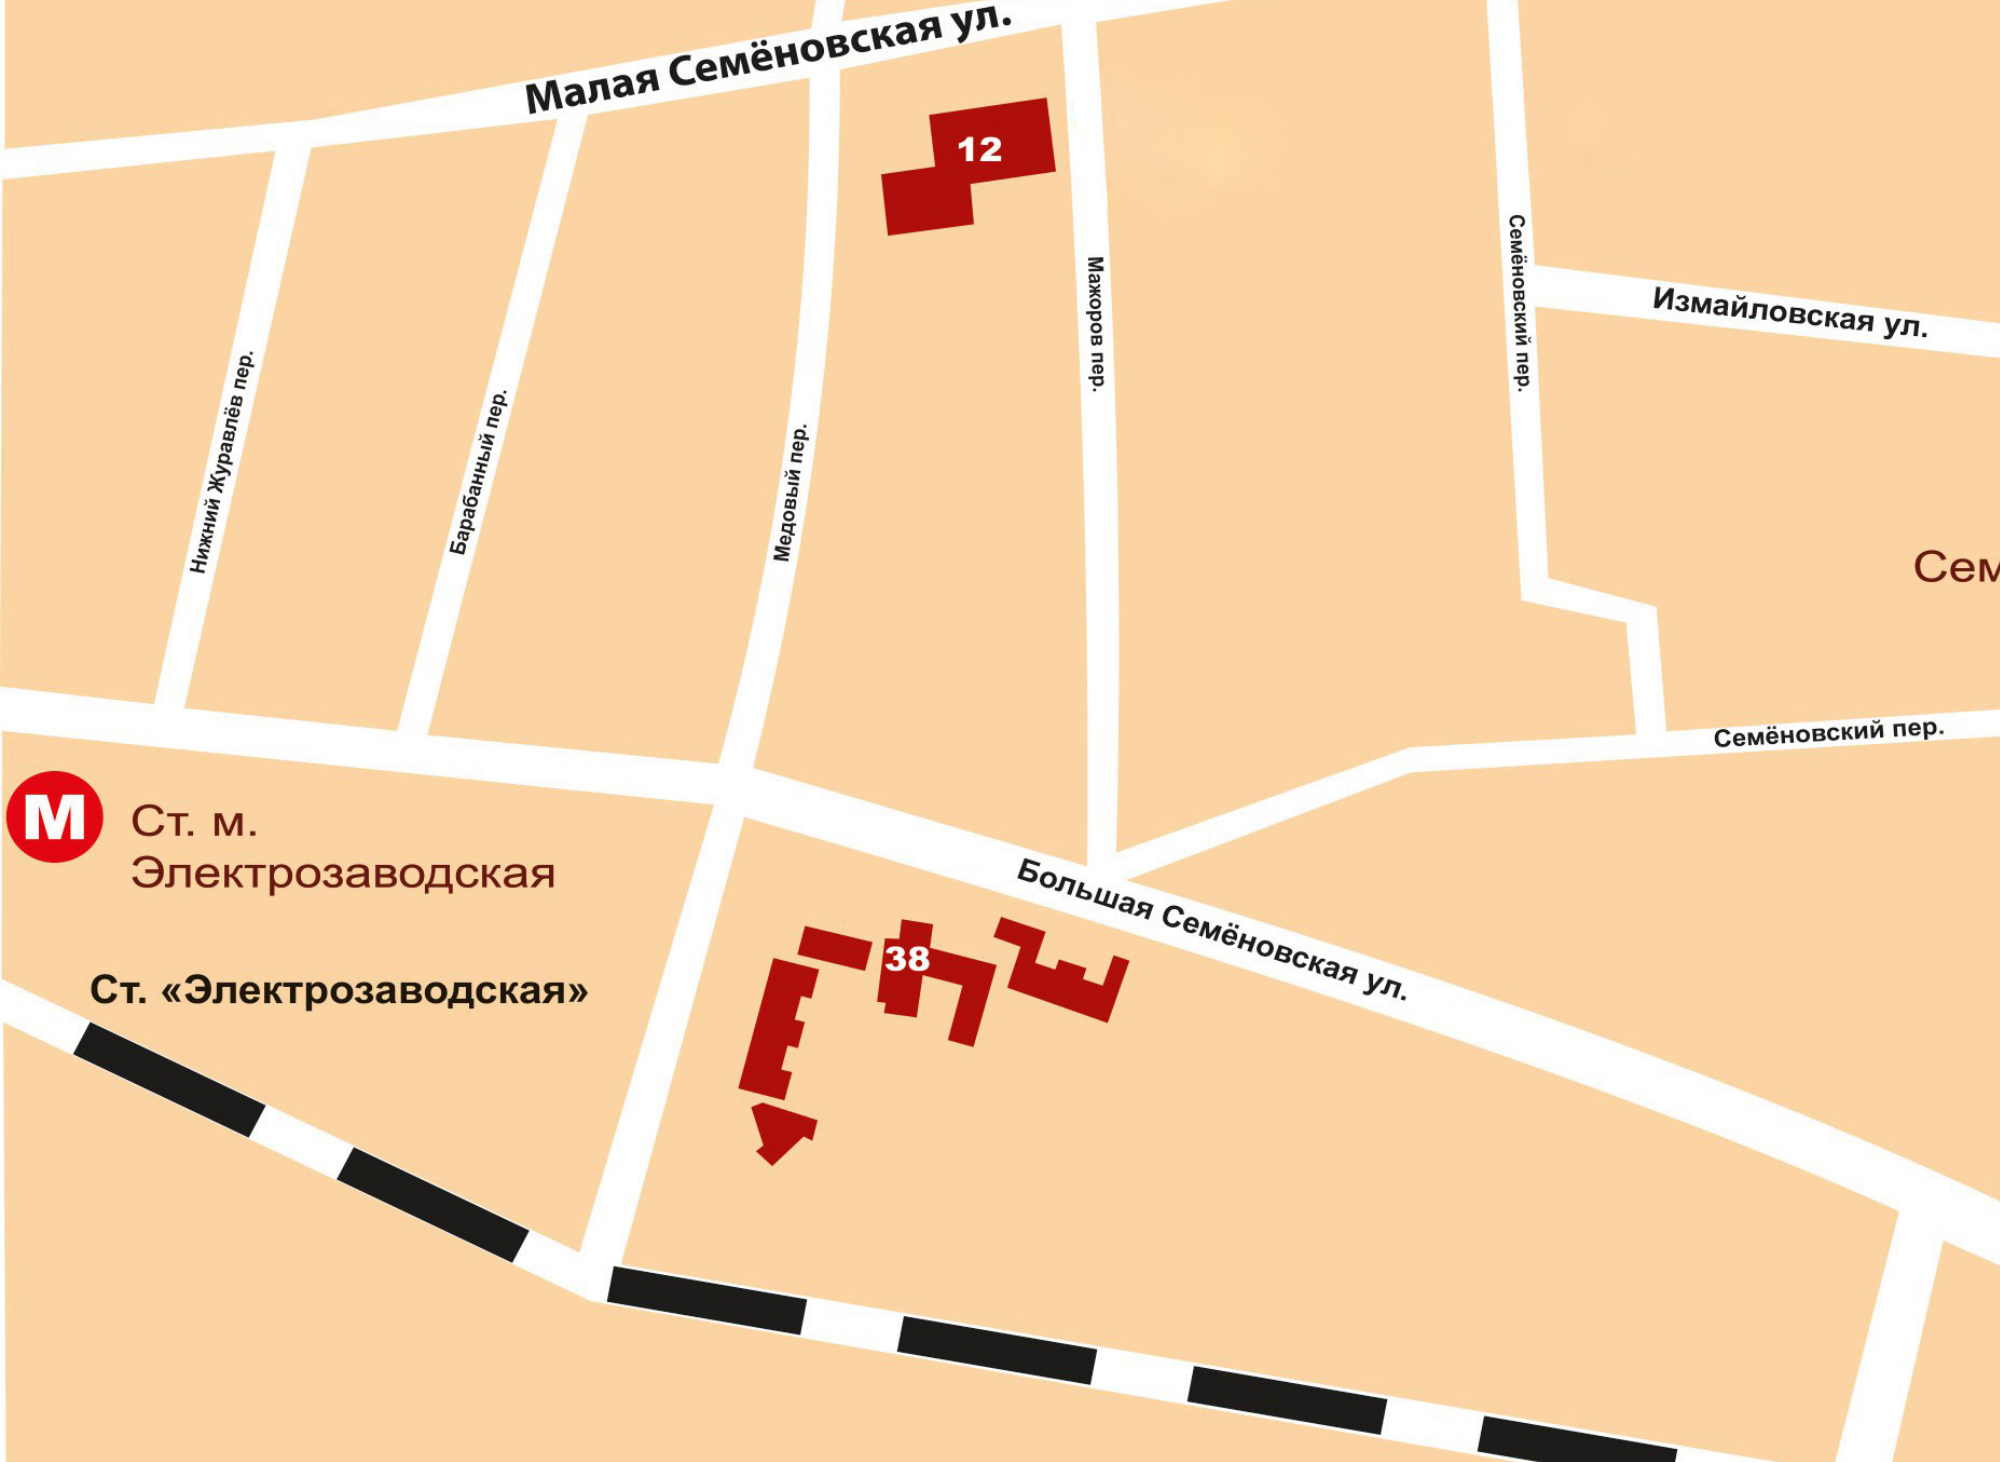 Малая Семёновская ул.
12
Семёновский пер.
Мажоров пер.
Измайловская ул.
Нижний Журавлёв пер.
Барабанный пер.
Медовый пер.
Сем
Семёновский пер.
М
Ст. м.
Электрозаводская
Большая Семёновская ул.
38
Ст. «Электрозаводская»